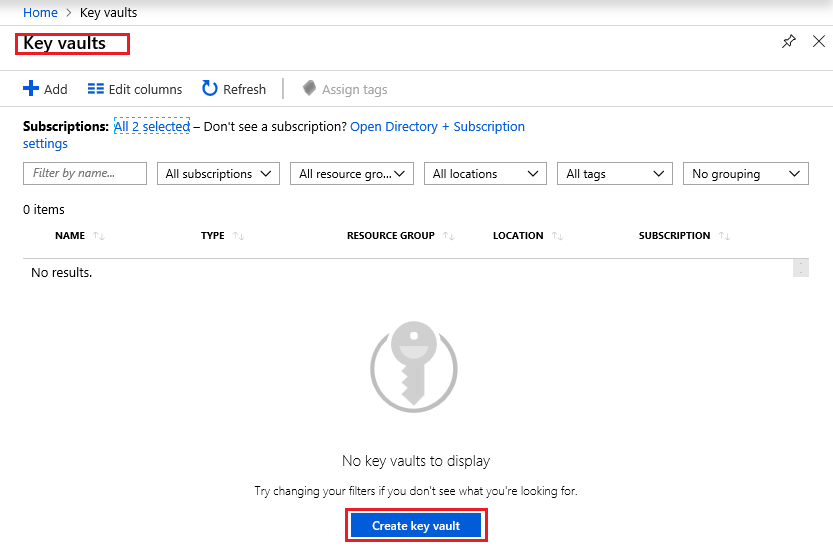 Home > Key vaults
Key vaults
Add Edit columns Refresh Assign tags
Subscriptions: All 2 selected – Don't see a subscription? Open Directory + Subscription
settings
Filter by name... All subscriptions All resource gro... All locations All tags No grouping
0 items
NAME TYPE RESOURCE GROUP LOCATION SUBSCRIPTION
No results.
No key vaults to display
Try changing your filters if you don't see what you're looking for.
Create key vault